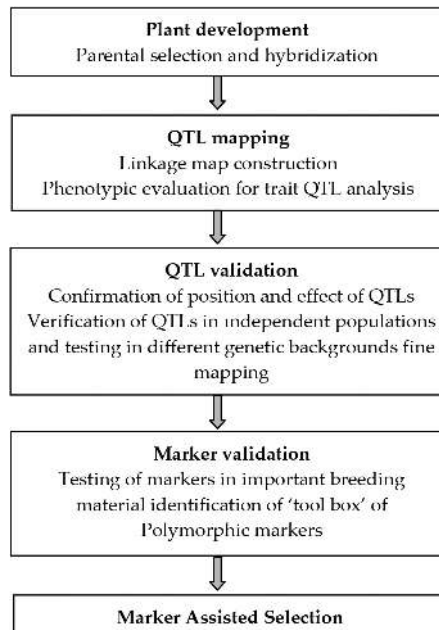 Plant development
Parental selection and hybridization
QTL mapping
Linkage map construction
Phenotypic evaluation for trait QTL analysis
QTL validation
Confirmation of position and effect of QTLs
Verification of QTLs in independent populations
and testing in different genetic backgrounds fine
mapping
Marker validation
Testing of markers in important breeding
material identification of 'tool box' of
Polymorphic markers
Marker Assisted Selection